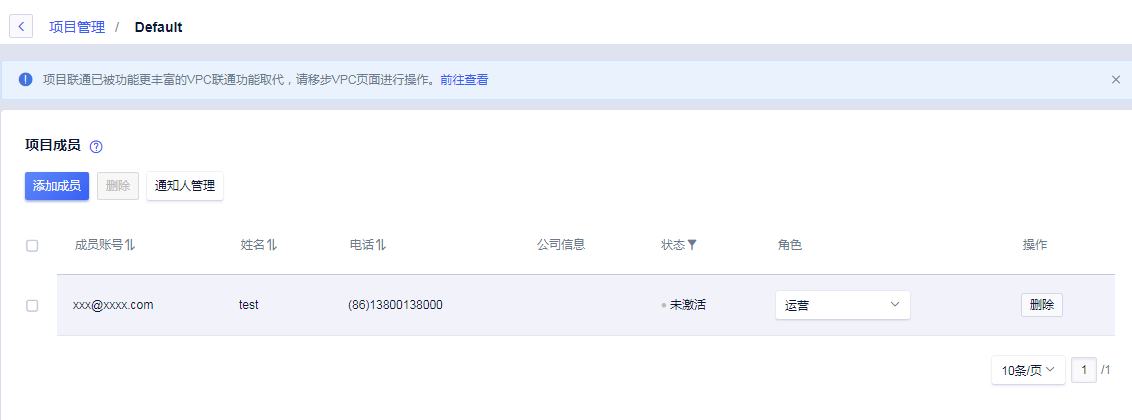 项目管理 / Default
项目联通已被功能更丰富的VPC联通功能取代，请移步VPC页面进行操作。前往查看
项目成员
添加成员 删除 通知人管理
成员账号 姓名 电话 公司信息 状态 角色 操作
xxx@xxxx.com test (86)13800138000 未激活 运营 删除
10条/页 1 /1